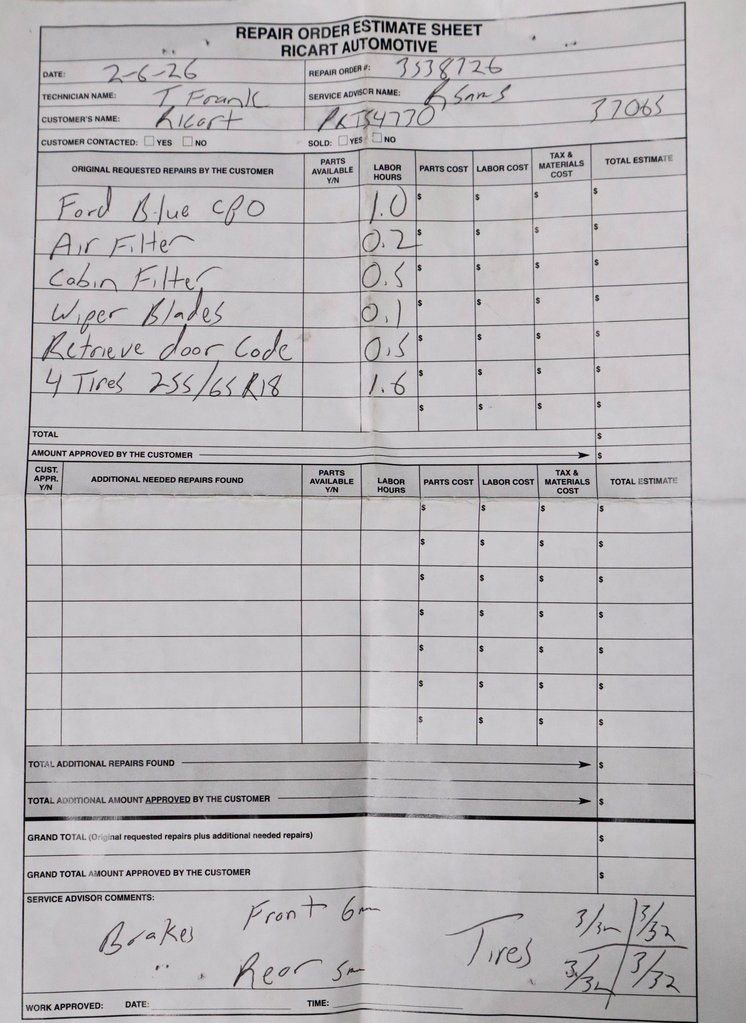 REPAIR ORDER ESTIMATE SHEET
RICART AUTOMOTIVE
DATE: 2-6-26 REPAIR ORDER #: 3538726
TECHNICIAN NAME: T Frank SERVICE ADVISOR NAME: R Sams
CUSTOMER'S NAME: Ricart PRTS4770 37065
CUSTOMER CONTACTED: YES NO SOLD: YES NO
ORIGINAL REQUESTED REPAIRS BY THE CUSTOMER PARTS AVAILABLE Y/N LABOR HOURS PARTS COST LABOR COST TAX & MATERIALS COST TOTAL ESTIMATE
Ford Blue CPO 1.0 $ $ $ $
Air Filter 0.2 $ $ $ $
Cabin Filter 0.5 $ $ $ $
Wiper Blades 0.1 $ $ $ $
Retrieve door Code 0.5 $ $ $ $
4 Tires 255/65R18 1.6 $ $ $ $
$ $ $ $
TOTAL $
AMOUNT APPROVED BY THE CUSTOMER $
CUST. APPR. Y/N ADDITIONAL NEEDED REPAIRS FOUND PARTS AVAILABLE Y/N LABOR HOURS PARTS COST LABOR COST TAX & MATERIALS COST TOTAL ESTIMATE
$ $ $ $
$ $ $ $
$ $ $ $
$ $ $ $
$ $ $ $
$ $ $ $
$ $ $ $
TOTAL ADDITIONAL REPAIRS FOUND $
TOTAL ADDITIONAL AMOUNT APPROVED BY THE CUSTOMER $
GRAND TOTAL (Original requested repairs plus additional needed repairs) $
GRAND TOTAL AMOUNT APPROVED BY THE CUSTOMER $
SERVICE ADVISOR COMMENTS:
Brakes Front 6mm Tires 3/32 3/32
" Rear 5mm 3/32 3/32
WORK APPROVED: DATE: TIME: